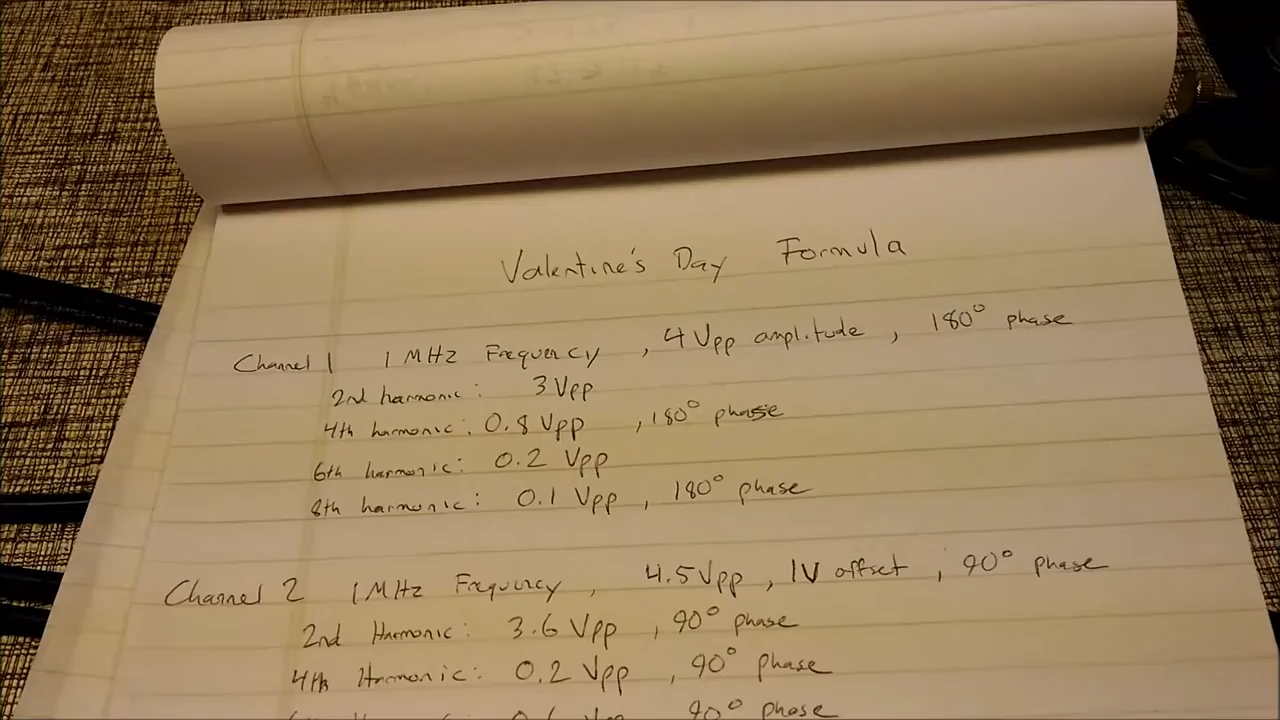 Valentine's Day Formula
Channel 1 1 MHz Frequency, 4 Vpp amplitude, 180° phase
2nd harmonic: 3 Vpp
4th harmonic: 0.8 Vpp, 180° phase
6th harmonic: 0.2 Vpp
8th harmonic: 0.1 Vpp, 180° phase
Channel 2 1 MHz Frequency, 4.5 Vpp, 1V offset, 90° phase
2nd Harmonic: 3.6 Vpp, 90° phase
4th Harmonic: 0.2 Vpp, 90° phase
90° phase